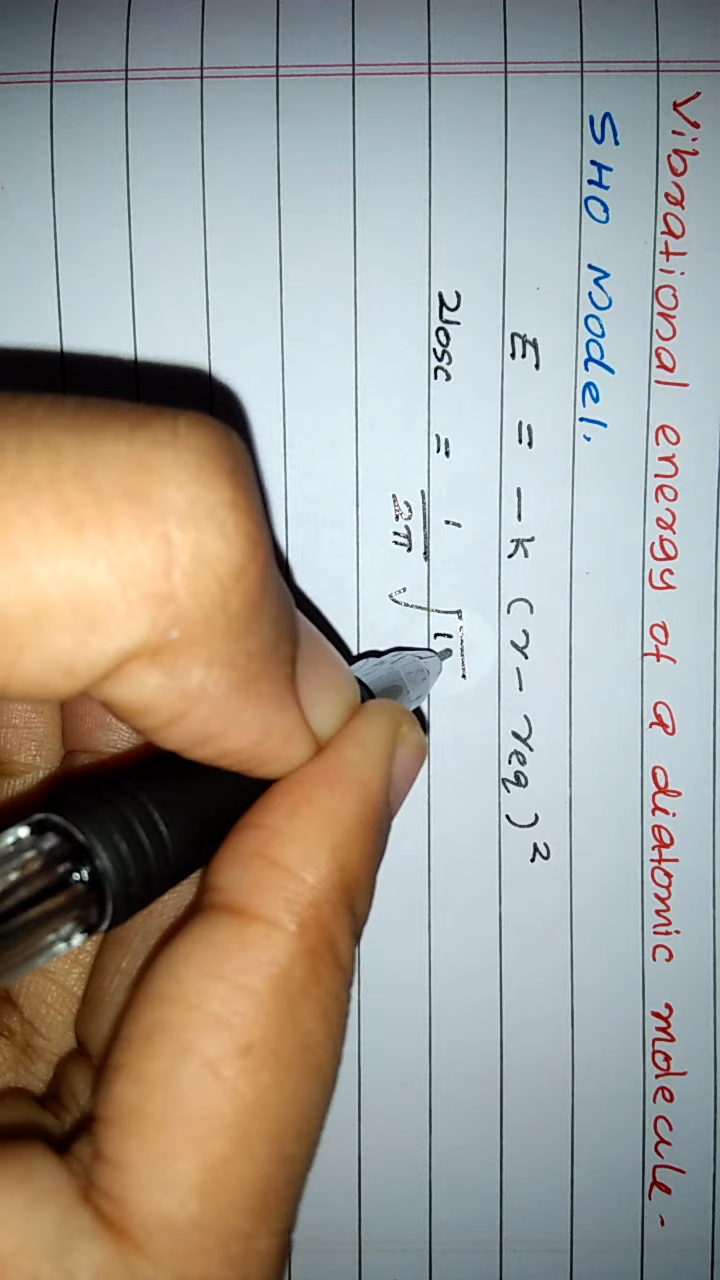 Vibrational energy of a diatomic molecule.
SHO Model.
E = - k (r - req)²
νosc = 1/2π √